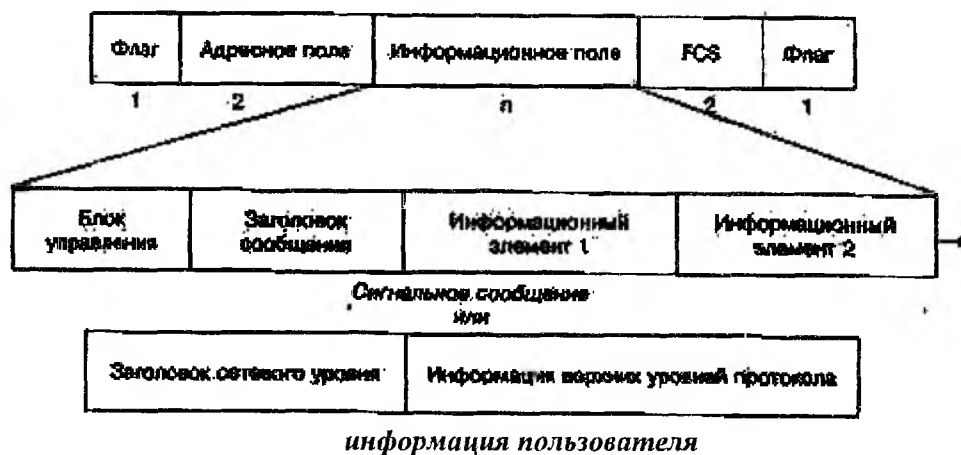 Флаг Адресное поле Информационное поле FCS Флаг
1 2 n 2 1
Блок управления Заголовок сообщения Информационный элемент 1 Информационный элемент 2
Сигнальное сообщение
или
Заголовок сетевого уровня Информация верхних уровней протокола
информация пользователя